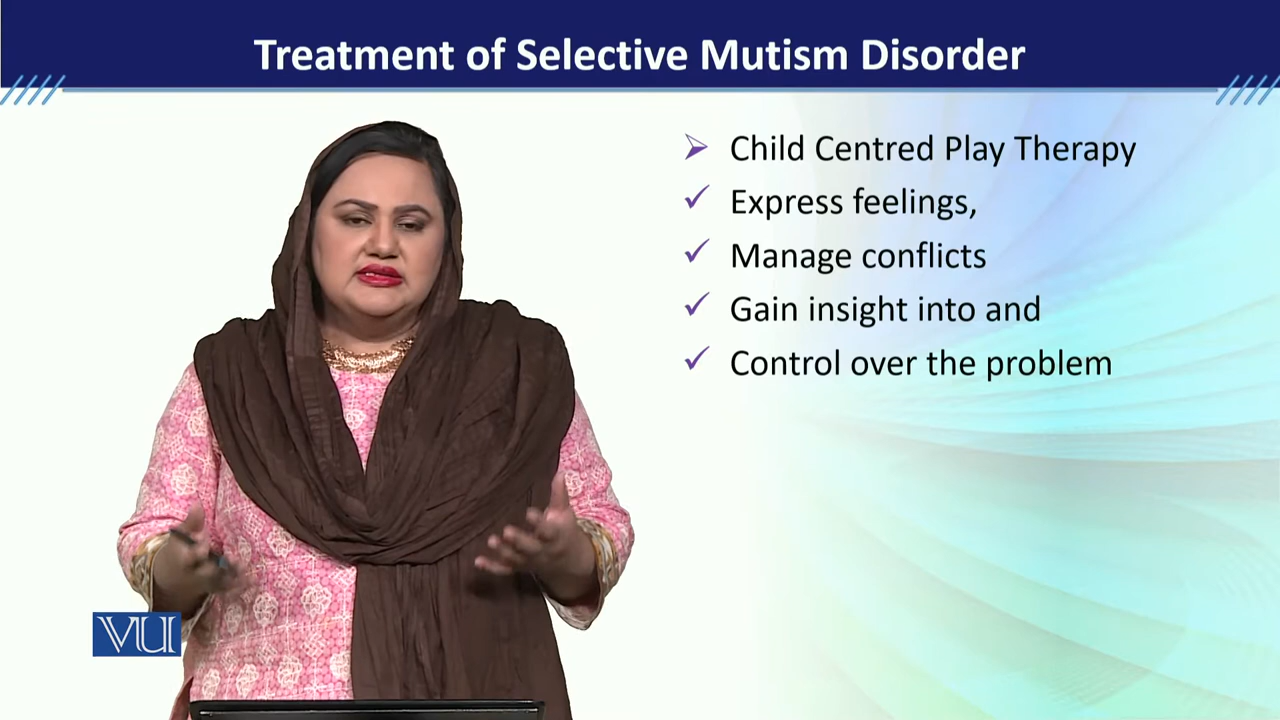 Treatment of Selective Mutism Disorder
Child Centred Play Therapy
Express feelings,
Manage conflicts
Gain insight into and
Control over the problem
VU